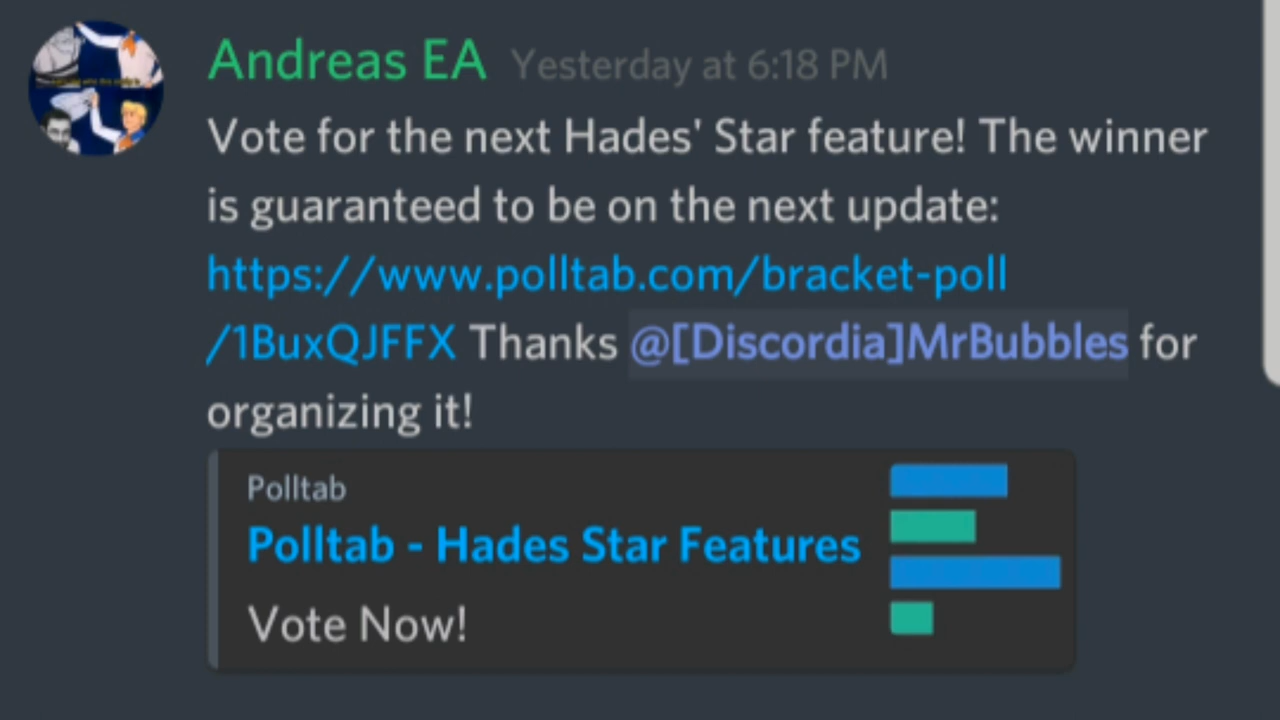 Andreas EA Yesterday at 6:18 PM
Vote for the next Hades' Star feature! The winner
is guaranteed to be on the next update:
https://www.polltab.com/bracket-poll
/1BuxQJFFX Thanks @[Discordia]MrBubbles for
organizing it!
Polltab
Polltab - Hades Star Features
Vote Now!